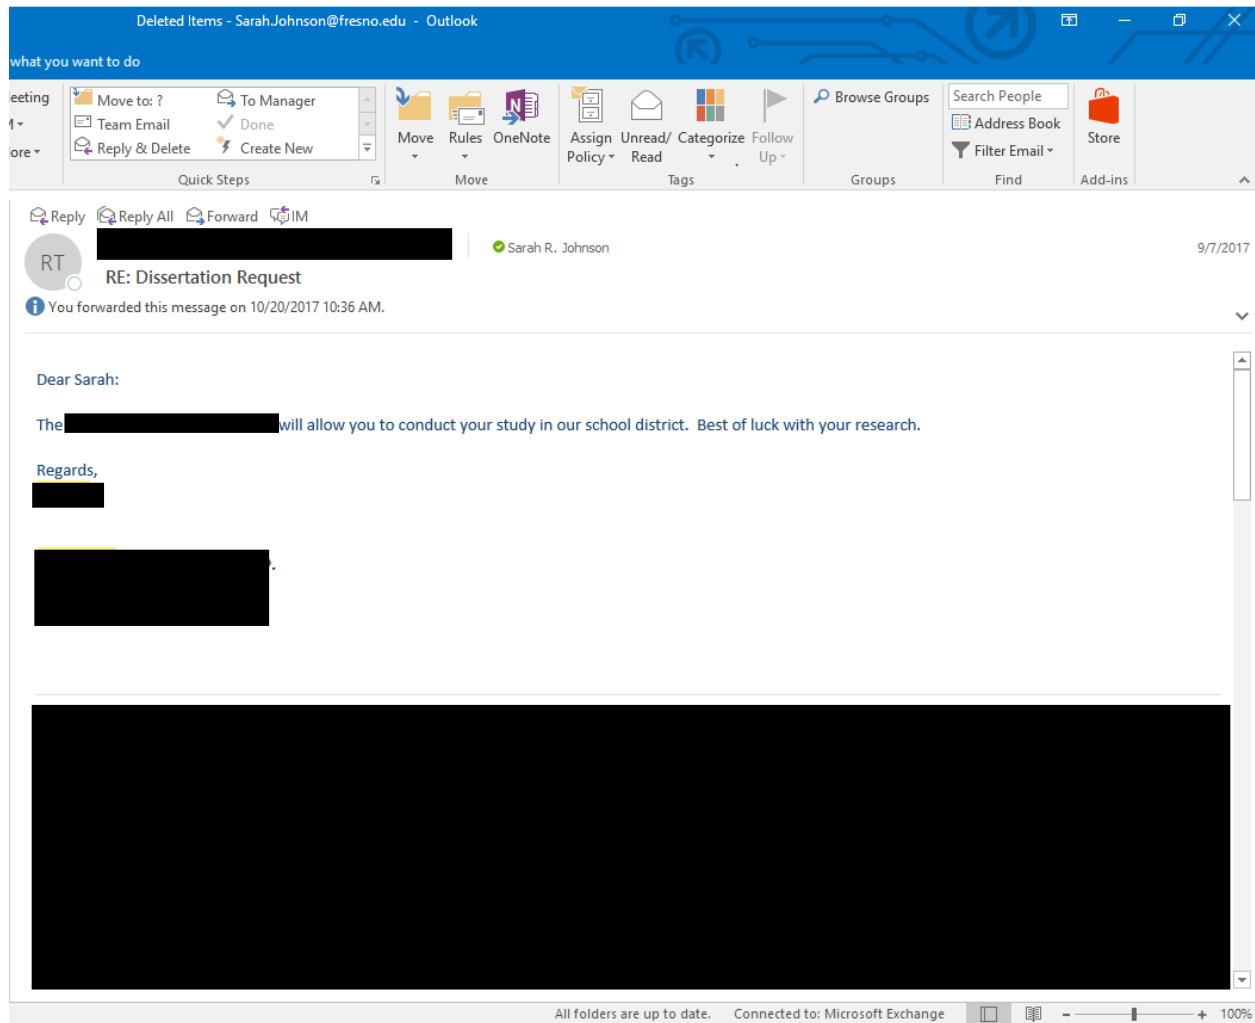 Deleted Items - Sarah.Johnson@fresno.edu - Outlook
what you want to do
eeting
Move to: ?
To Manager
Team Email
Done
ore
Reply & Delete
Create New
Quick Steps
Move
Rules
OneNote
Move
Assign Policy
Unread/ Read
Categorize
Follow Up
Tags
Browse Groups
Groups
Search People
Address Book
Filter Email
Find
Store
Add-ins
Reply Reply All Forward IM
RT
Sarah R. Johnson
9/7/2017
RE: Dissertation Request
You forwarded this message on 10/20/2017 10:36 AM.
Dear Sarah:
The will allow you to conduct your study in our school district. Best of luck with your research.
Regards,
All folders are up to date. Connected to: Microsoft Exchange 100%